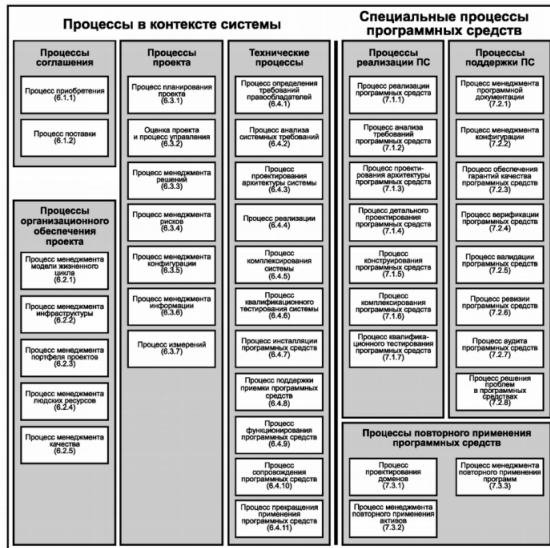 Процессы в контексте системы
Процессы
соглашения
Процесс приобретения
(6.1.1)
Процесс поставки
(6.1.2)
Процессы
организационного
обеспечения
проекта
Процесс менеджмента
модели жизненного
цикла
(6.2.1)
Процесс менеджмента
инфраструктуры
(6.2.2)
Процесс менеджмента
портфеля проектов
(6.2.3)
Процесс менеджмента
людских ресурсов
(6.2.4)
Процесс менеджмента
качества
(6.2.5)
Процессы
проекта
Процесс планирования
проекта
(6.3.1)
Оценка проекта
и процесс управления
(6.3.2)
Процесс менеджмента
решений
(6.3.3)
Процесс менеджмента
рисков
(6.3.4)
Процесс менеджмента
конфигурации
(6.3.5)
Процесс менеджмента
информации
(6.3.6)
Процесс измерений
(6.3.7)
Технические
процессы
Процесс определения
требований
правообладателей
(6.4.1)
Процесс анализа
системных требований
(6.4.2)
Процесс
проектирования
архитектуры системы
(6.4.3)
Процесс реализации
(6.4.4)
Процесс
комплексирования
системы
(6.4.5)
Процесс
квалификационного
тестирования системы
(6.4.6)
Процесс инсталляции
программных средств
(6.4.7)
Процесс поддержки
приемки программных
средств
(6.4.8)
Процесс
функционирования
программных средств
(6.4.9)
Процесс
сопровождения
программных средств
(6.4.10)
Процесс прекращения
применения
программных средств
(6.4.11)
Специальные процессы
программных средств
Процессы
реализации ПС
Процесс реализации
программных средств
(7.1.1)
Процесс анализа
требований
программных средств
(7.1.2)
Процесс проекти-
рования архитектуры
программных средств
(7.1.3)
Процесс детального
проектирования
программных средств
(7.1.4)
Процесс
конструирования
программных средств
(7.1.5)
Процесс
комплексирования
программных средств
(7.1.6)
Процесс квалифика-
ционного тестирования
программных средств
(7.1.7)
Процессы
поддержки ПС
Процесс менеджмента
программной
документации
(7.2.1)
Процесс менеджмента
конфигурации
(7.2.2)
Процесс обеспечения
гарантий качества
программных средств
(7.2.3)
Процесс верификации
программных средств
(7.2.4)
Процесс валидации
программных средств
(7.2.5)
Процесс ревизии
программных средств
(7.2.6)
Процесс аудита
программных средств
(7.2.7)
Процесс решения
проблем
в программных
средствах
(7.2.8)
Процессы повторного применения
программных средств
Процесс
проектирования
доменов
(7.3.1)
Процесс менеджмента
повторного применения
активов
(7.3.2)
Процесс менеджмента
повторного применения
программ
(7.3.3)